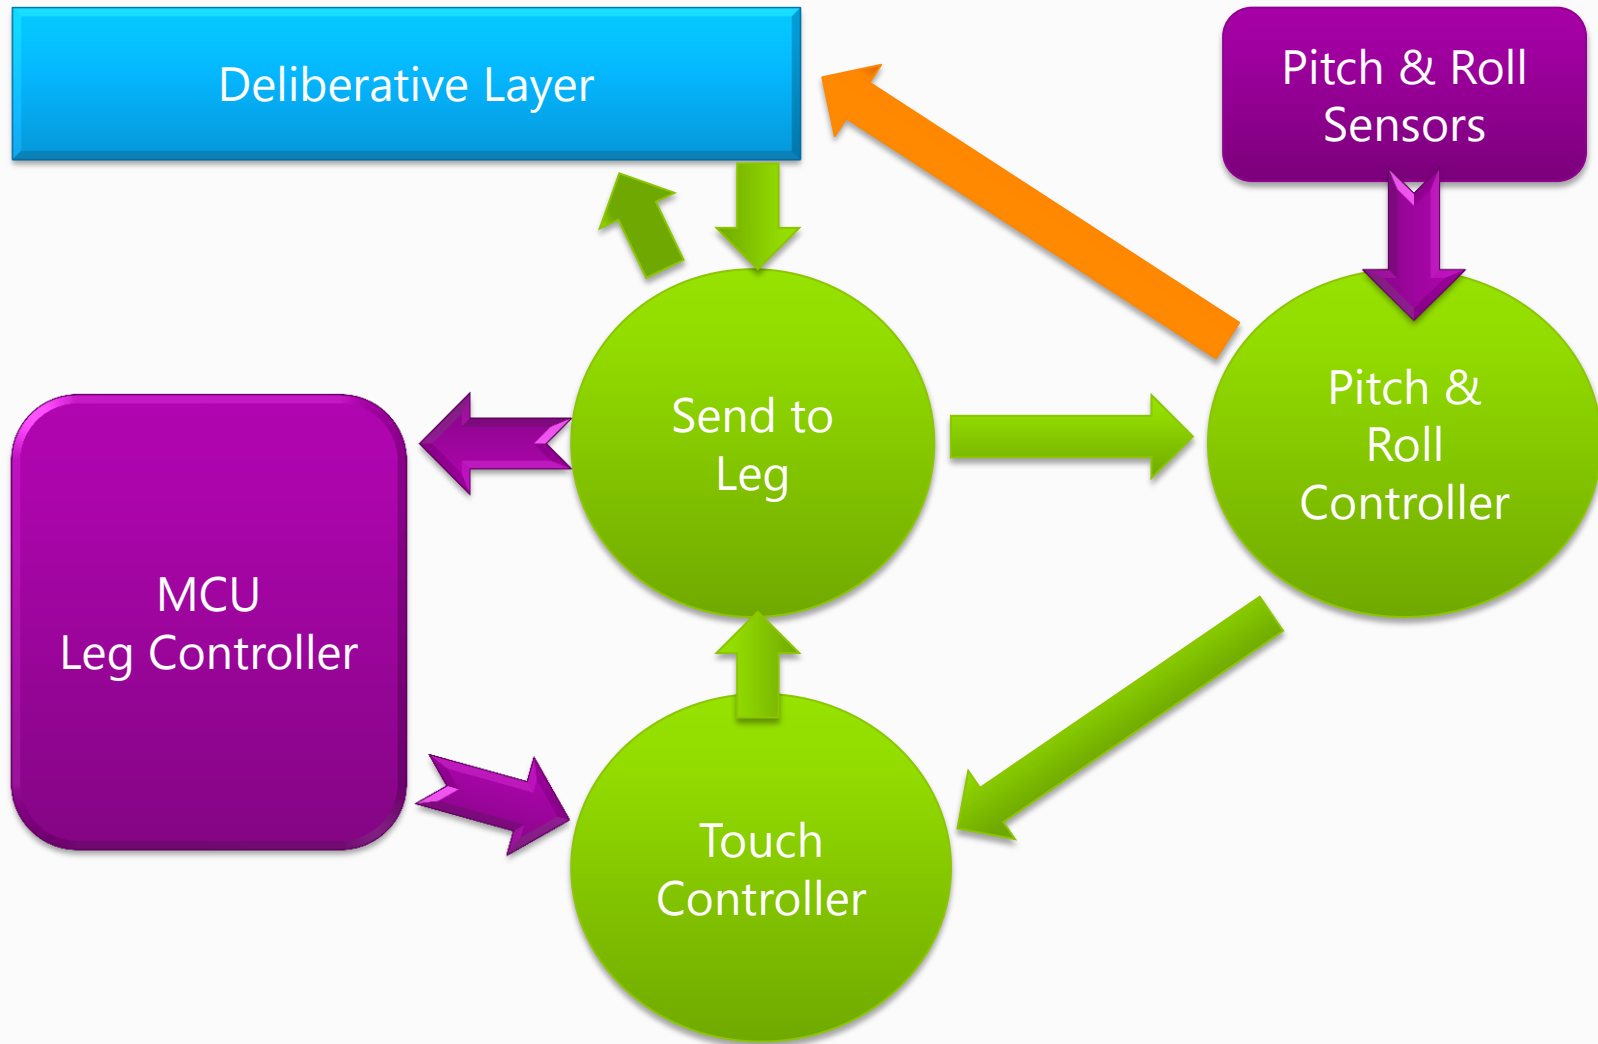 Deliberative Layer
Pitch & Roll
Sensors
Send to
Leg
Pitch &
Roll
Controller
MCU
Leg Controller
Touch
Controller